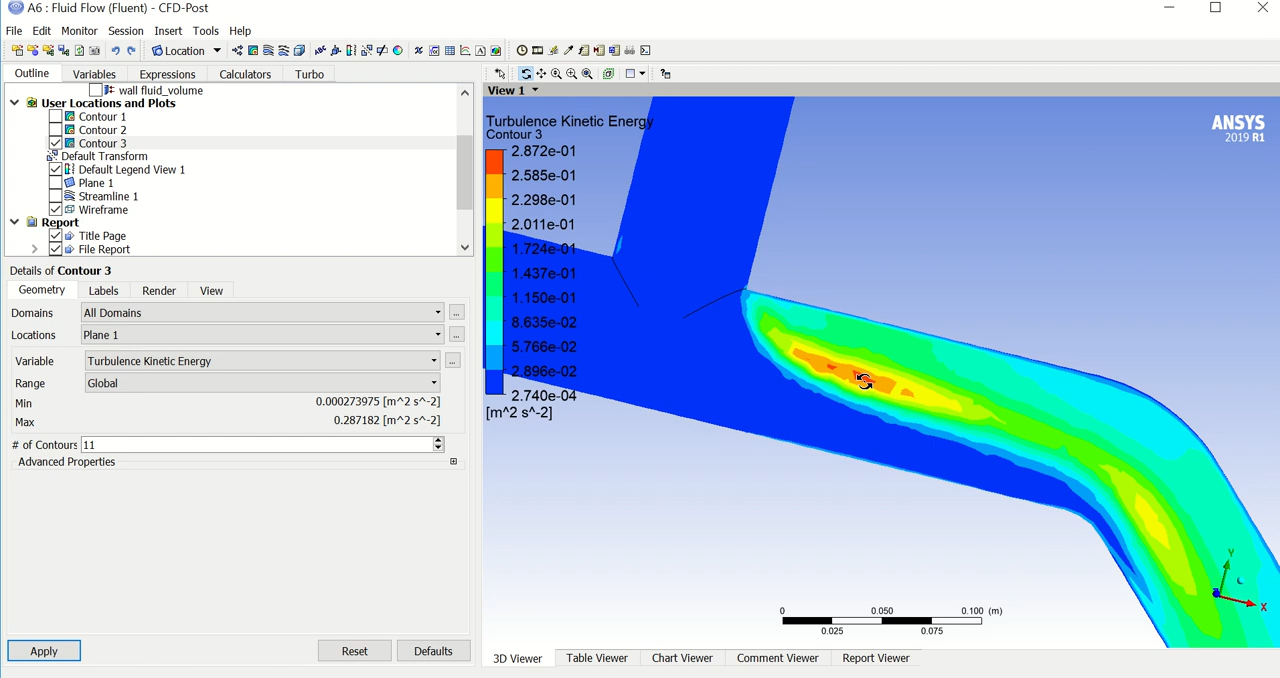 A6 : Fluid Flow (Fluent) - CFD-Post
File Edit Monitor Session Insert Tools Help
Location
Outline Variables Expressions Calculators Turbo
wall fluid_volume
User Locations and Plots
Contour 1
Contour 2
Contour 3
Default Transform
Default Legend View 1
Plane 1
Streamline 1
Wireframe
Report
Title Page
File Report
Details of Contour 3
Geometry Labels Render View
Domains All Domains ...
Locations Plane 1 ...
Variable Turbulence Kinetic Energy ...
Range Global
Min 0.000273975 [m^2 s^-2]
Max 0.287182 [m^2 s^-2]
# of Contours 11
Advanced Properties
Apply Reset Defaults
View 1
Turbulence Kinetic Energy
Contour 3
2.872e-01
2.585e-01
2.298e-01
2.011e-01
1.724e-01
1.437e-01
1.150e-01
8.635e-02
5.766e-02
2.896e-02
2.740e-04
[m^2 s^-2]
ANSYS
2019 R1
Y
X
0 0.050 0.100 (m)
0.025 0.075
3D Viewer Table Viewer Chart Viewer Comment Viewer Report Viewer